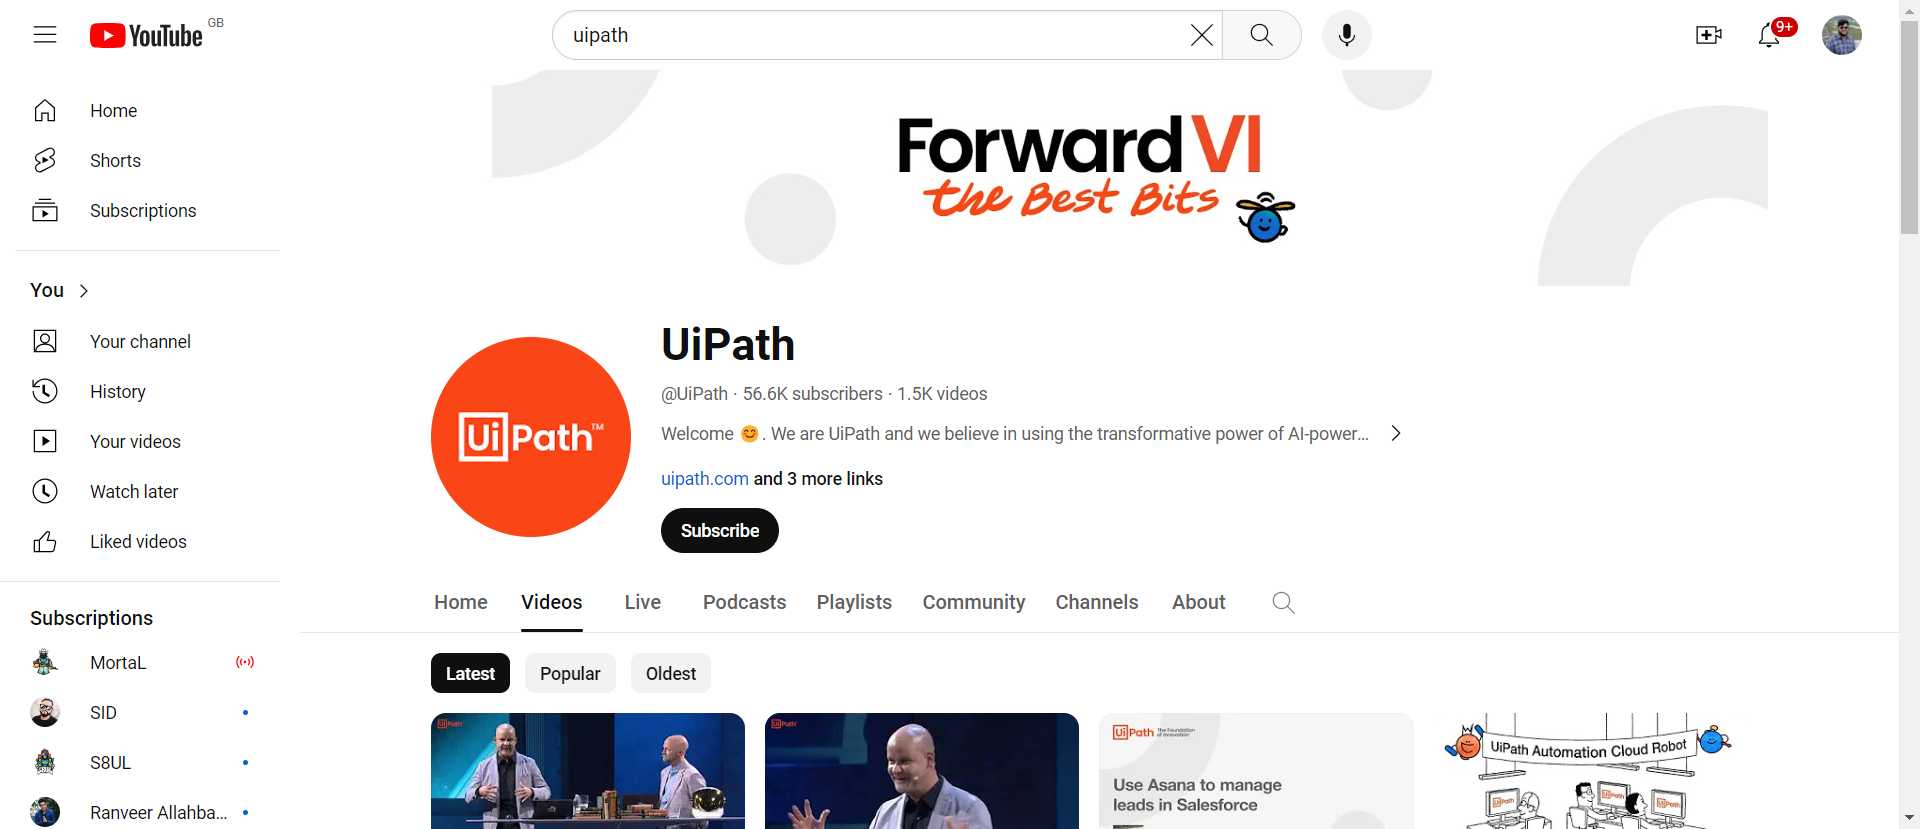 YouTube GB
uipath
9+
Home
Shorts
Subscriptions
You
Your channel
History
Your videos
Watch later
Liked videos
Subscriptions
MortaL
SID
S8UL
Ranveer Allahba...
Forward VI
the Best Bits
UiPath™
UiPath
@UiPath · 56.6K subscribers · 1.5K videos
Welcome 😊. We are UiPath and we believe in using the transformative power of AI-power...
uipath.com and 3 more links
Subscribe
Home Videos Live Podcasts Playlists Community Channels About
Latest Popular Oldest
UiPath
UiPath
UiPath The Foundation
of Innovation
Use Asana to manage
leads in Salesforce
UiPath Automation Cloud Robot
UiPath
UiPath
UiPath